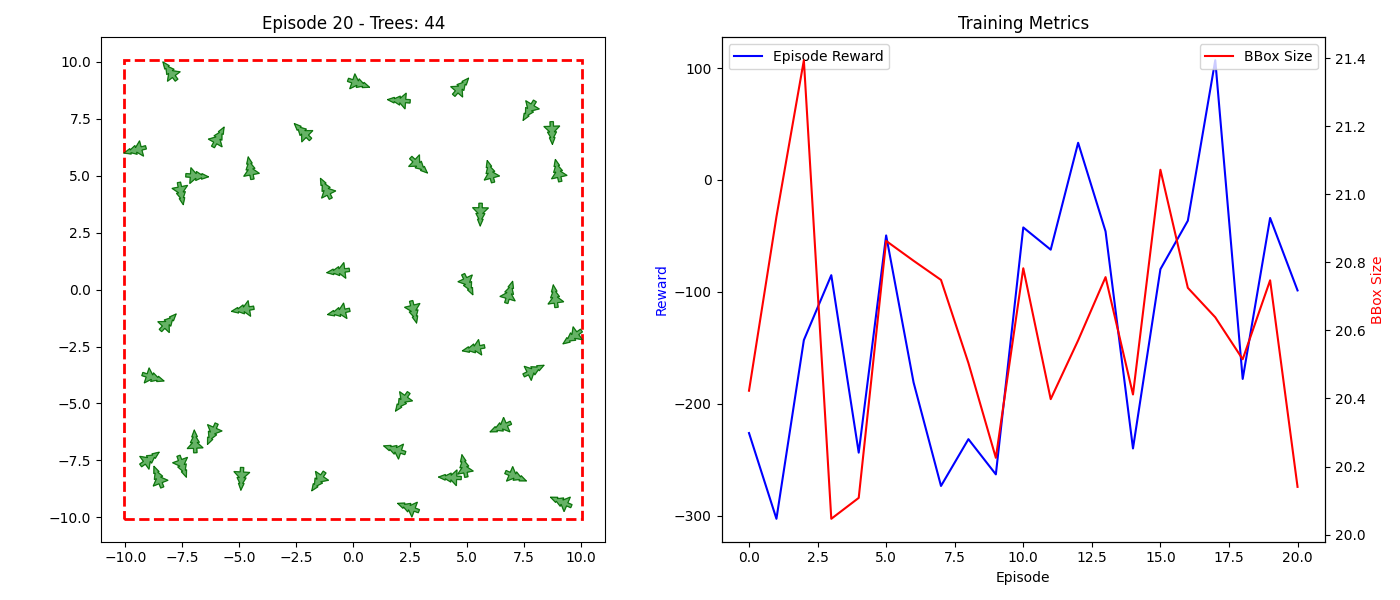 Episode 20 - Trees: 44
10.0
7.5
5.0
2.5
0.0
−2.5
−5.0
−7.5
−10.0
−10.0 −7.5 −5.0 −2.5 0.0 2.5 5.0 7.5 10.0
Training Metrics
Episode Reward
BBox Size
Reward
100
0
−100
−200
−300
0.0 2.5 5.0 7.5 10.0 12.5 15.0 17.5 20.0
Episode
21.4
21.2
21.0
20.8
20.6
20.4
20.2
20.0
BBox Size